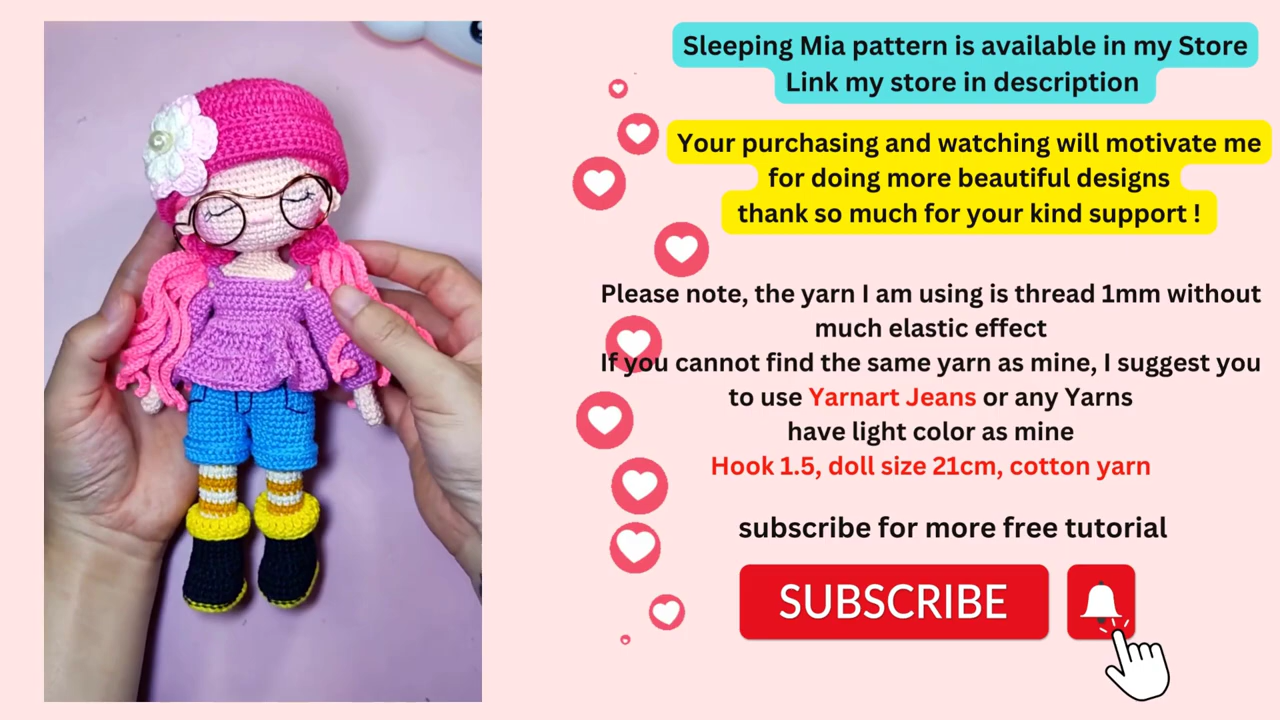 Sleeping Mia pattern is available in my Store
Link my store in description
Your purchasing and watching will motivate me
for doing more beautiful designs
thank so much for your kind support !
Please note, the yarn I am using is thread 1mm without
much elastic effect
If you cannot find the same yarn as mine, I suggest you
to use Yarnart Jeans or any Yarns
have light color as mine
Hook 1.5, doll size 21cm, cotton yarn
subscribe for more free tutorial
SUBSCRIBE